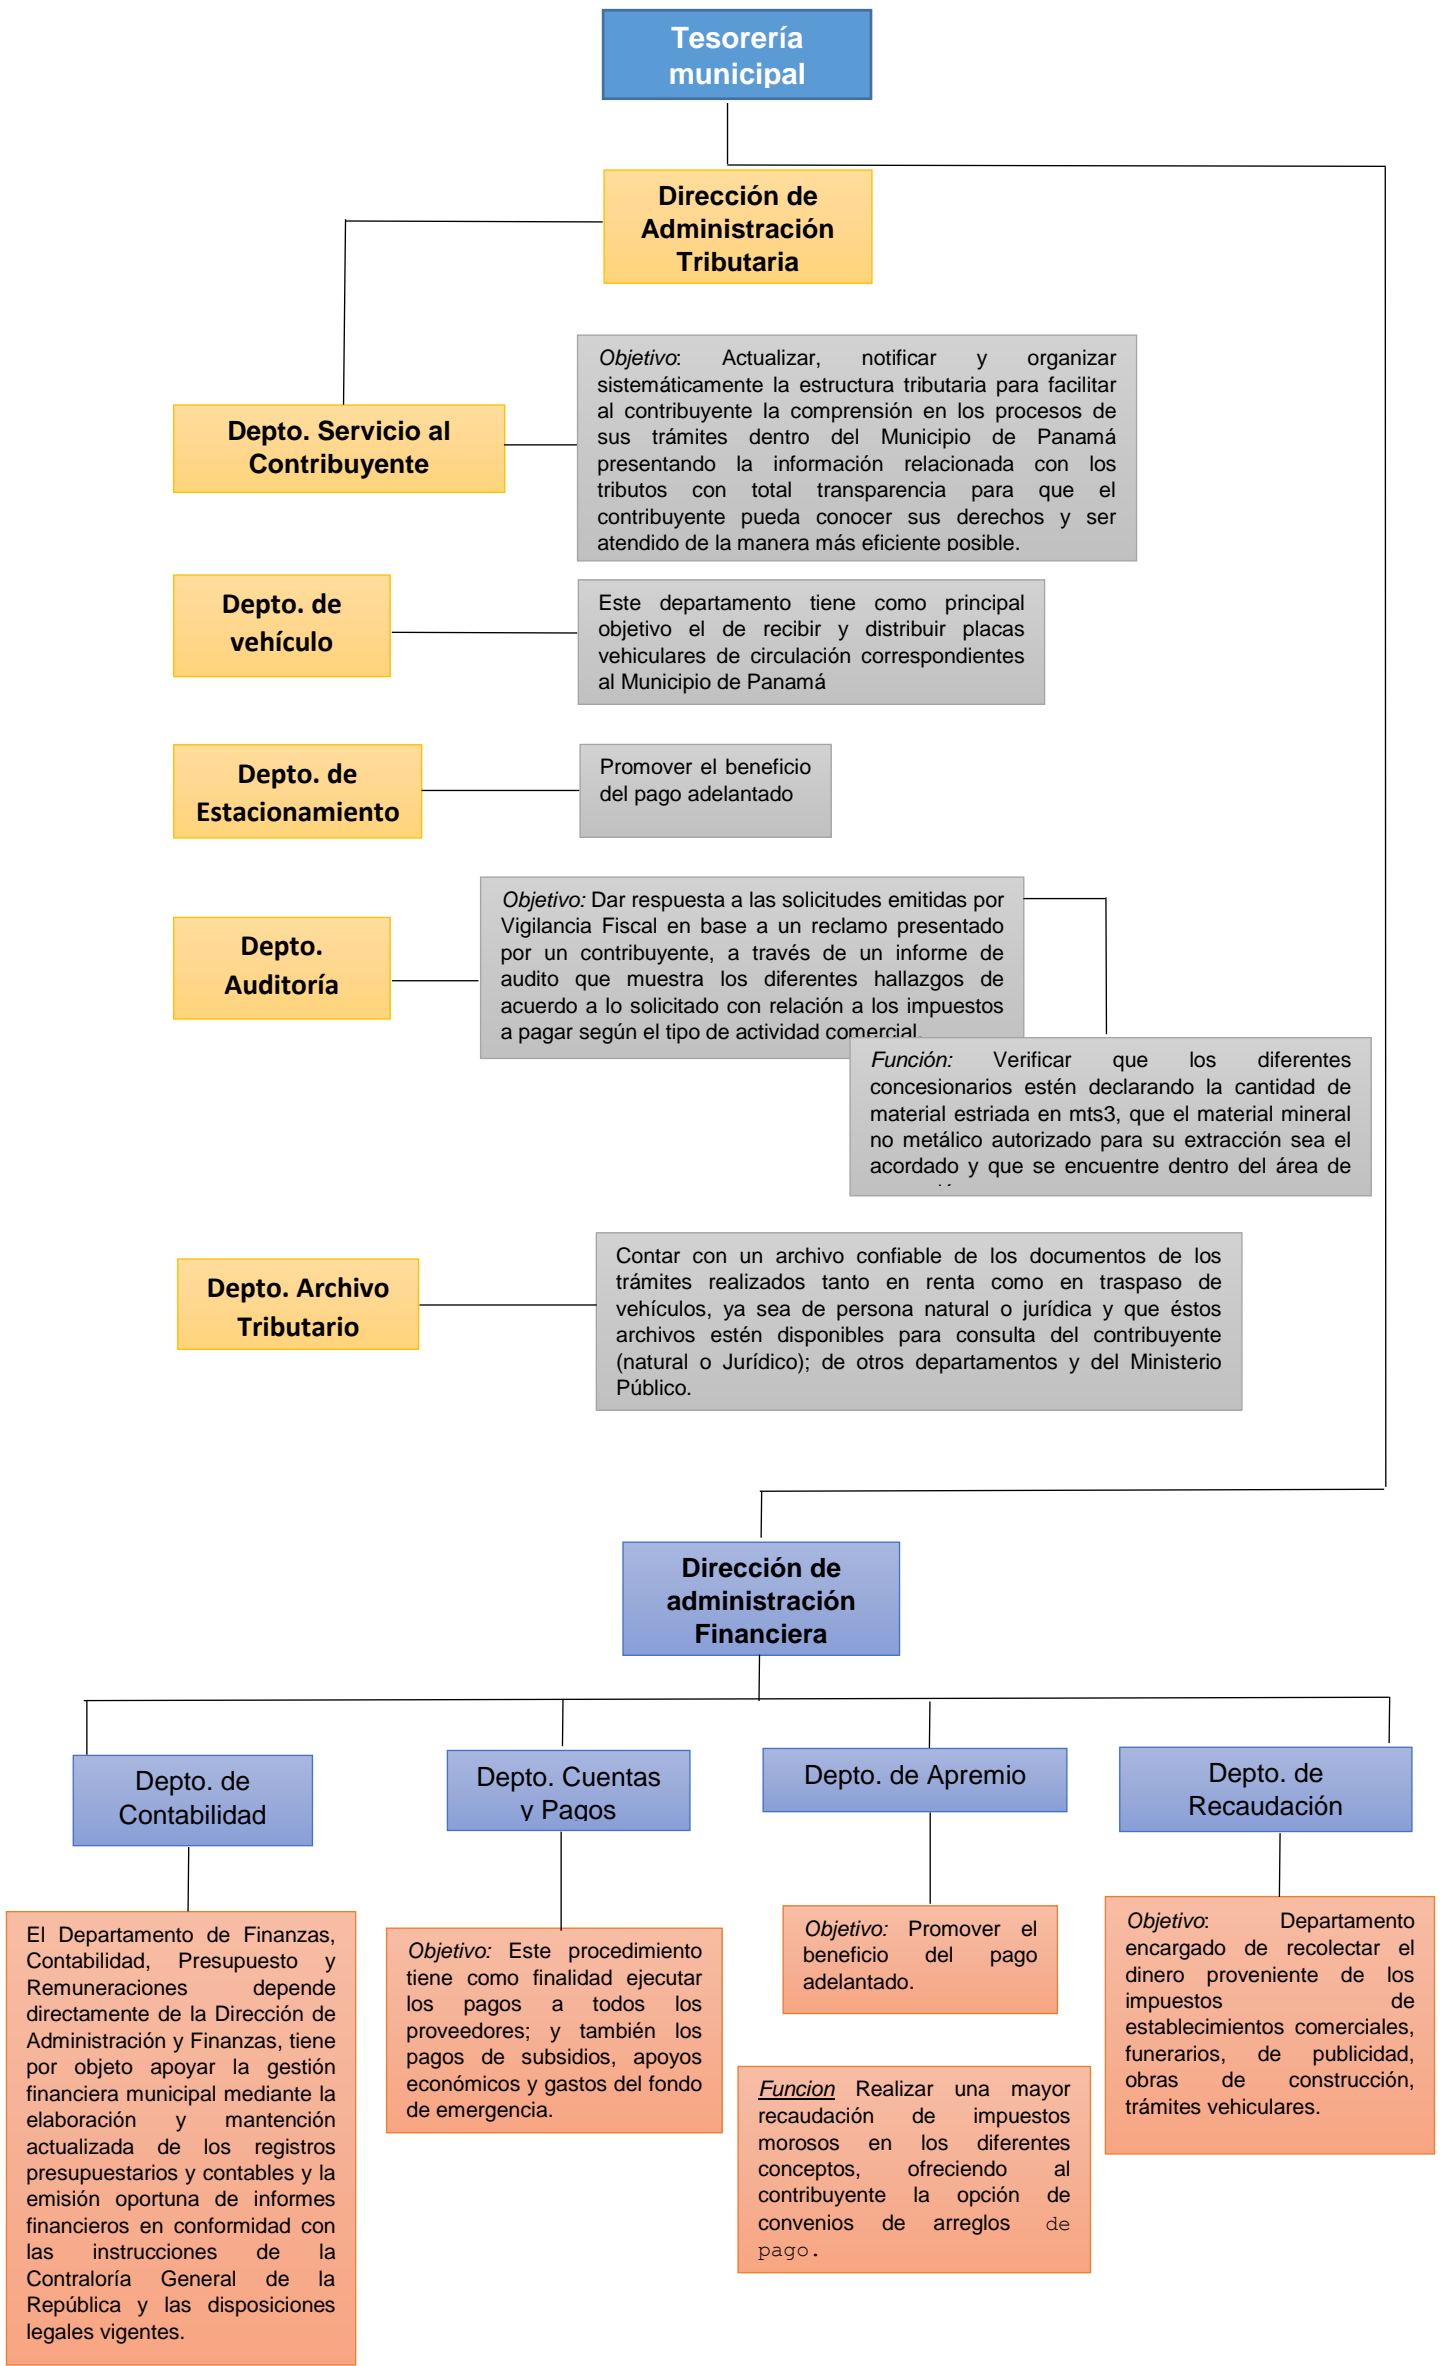 Tesorería
municipal
Dirección de
Administración
Tributaria
Objetivo: Actualizar, notificar y organizar
sistemáticamente la estructura tributaria para facilitar
al contribuyente la comprensión en los procesos de
sus trámites dentro del Municipio de Panamá
presentando la información relacionada con los
tributos con total transparencia para que el
contribuyente pueda conocer sus derechos y ser
atendido de la manera más eficiente posible.
Depto. Servicio al
Contribuyente
Depto. de
vehículo
Este departamento tiene como principal
objetivo el de recibir y distribuir placas
vehiculares de circulación correspondientes
al Municipio de Panamá
Depto. de
Estacionamiento
Promover el beneficio
del pago adelantado
Depto.
Auditoría
Objetivo: Dar respuesta a las solicitudes emitidas por
Vigilancia Fiscal en base a un reclamo presentado
por un contribuyente, a través de un informe de
audito que muestra los diferentes hallazgos de
acuerdo a lo solicitado con relación a los impuestos
a pagar según el tipo de actividad comercial.
Función: Verificar que los diferentes
concesionarios estén declarando la cantidad de
material estriada en mts3, que el material mineral
no metálico autorizado para su extracción sea el
acordado y que se encuentre dentro del área de
Depto. Archivo
Tributario
Contar con un archivo confiable de los documentos de los
trámites realizados tanto en renta como en traspaso de
vehículos, ya sea de persona natural o jurídica y que éstos
archivos estén disponibles para consulta del contribuyente
(natural o Jurídico); de otros departamentos y del Ministerio
Público.
Dirección de
administración
Financiera
Depto. de
Contabilidad
Depto. Cuentas
y Pagos
Depto. de Apremio
Depto. de
Recaudación
El Departamento de Finanzas,
Contabilidad, Presupuesto y
Remuneraciones depende
directamente de la Dirección de
Administración y Finanzas, tiene
por objeto apoyar la gestión
financiera municipal mediante la
elaboración y mantención
actualizada de los registros
presupuestarios y contables y la
emisión oportuna de informes
financieros en conformidad con
las instrucciones de la
Contraloría General de la
República y las disposiciones
legales vigentes.
Objetivo: Este procedimiento
tiene como finalidad ejecutar
los pagos a todos los
proveedores; y también los
pagos de subsidios, apoyos
económicos y gastos del fondo
de emergencia.
Objetivo: Promover el
beneficio del pago
adelantado.
Funcion Realizar una mayor
recaudación de impuestos
morosos en los diferentes
conceptos, ofreciendo al
contribuyente la opción de
convenios de arreglos de
pago.
Objetivo: Departamento
encargado de recolectar el
dinero proveniente de los
impuestos de
establecimientos comerciales,
funerarios, de publicidad,
obras de construcción,
trámites vehiculares.